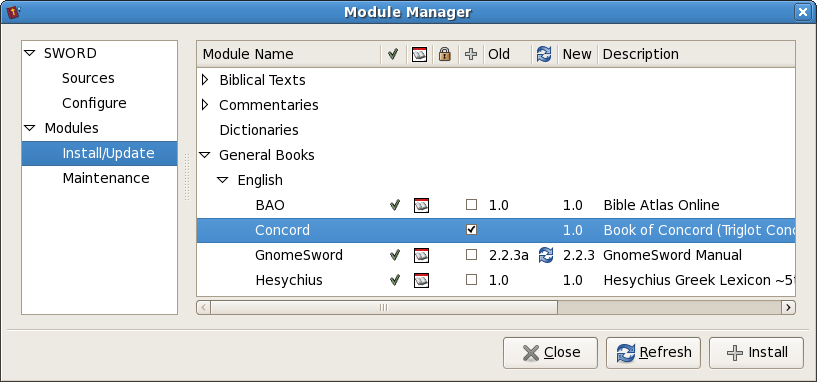 Module Manager
SWORD
Sources
Configure
Modules
Install/Update
Maintenance
Module Name Old New Description
Biblical Texts
Commentaries
Dictionaries
General Books
English
BAO 1.0 1.0 Bible Atlas Online
Concord 1.0 Book of Concord (Triglot Conc
GnomeSword 2.2.3a 2.2.3 GnomeSword Manual
Hesychius 1.0 1.0 Hesychius Greek Lexicon ~5t
Close Refresh Install